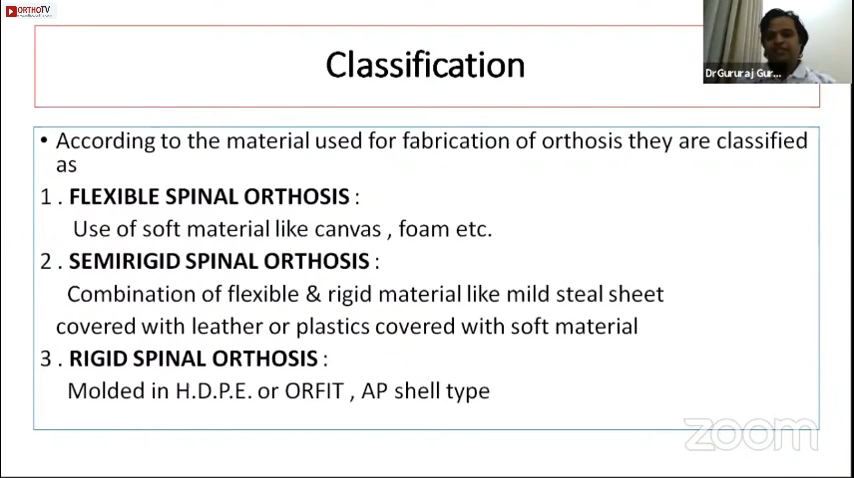 ORTHOTV
Classification
Dr Gururaj Gur...
• According to the material used for fabrication of orthosis they are classified
as
1 . FLEXIBLE SPINAL ORTHOSIS :
Use of soft material like canvas , foam etc.
2 . SEMIRIGID SPINAL ORTHOSIS :
Combination of flexible & rigid material like mild steal sheet
covered with leather or plastics covered with soft material
3 . RIGID SPINAL ORTHOSIS :
Molded in H.D.P.E. or ORFIT , AP shell type
zoom